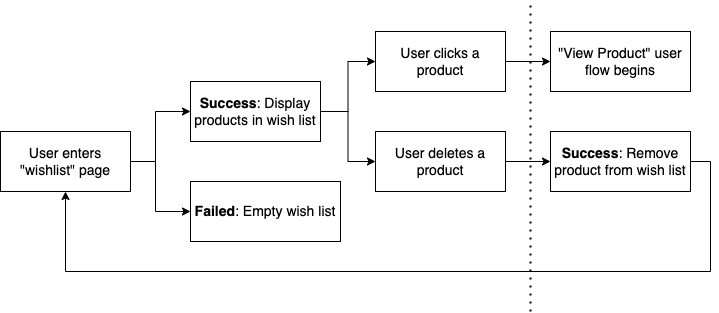 User clicks a
product
"View Product" user
flow begins
Success: Display
products in wish list
User enters
"wishlist" page
User deletes a
product
Success: Remove
product from wish list
Failed: Empty wish list